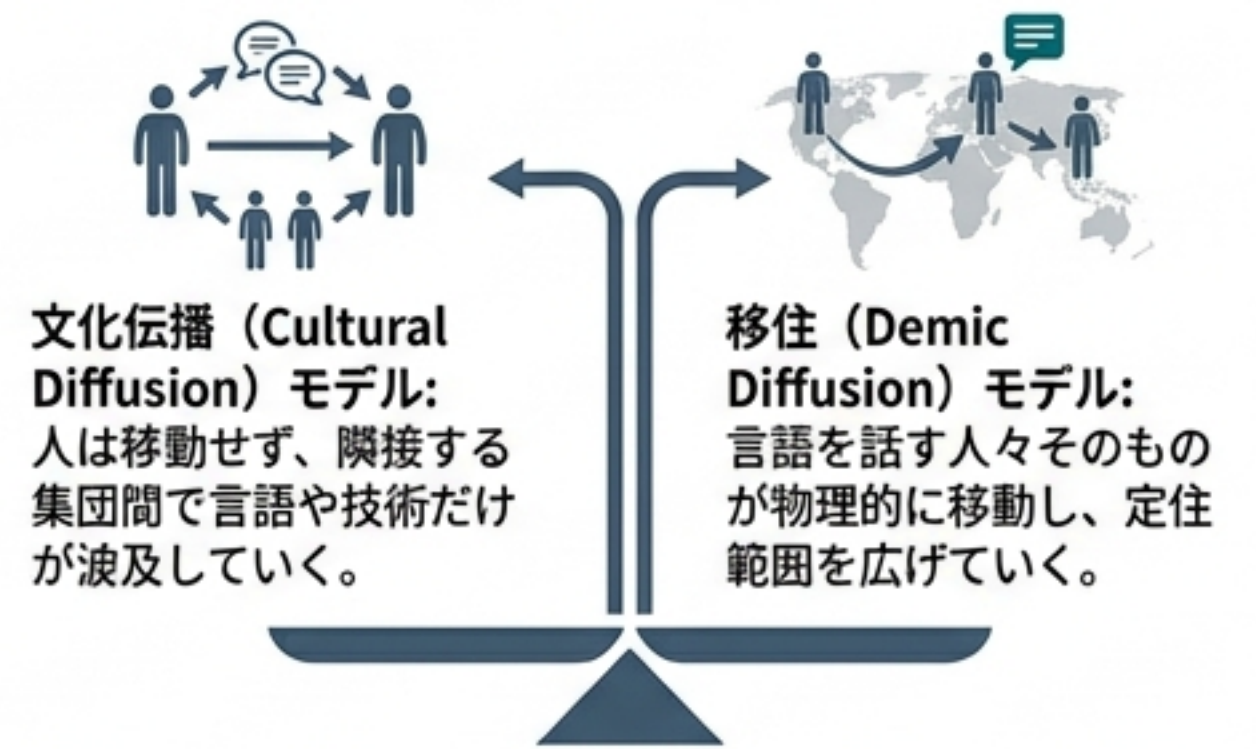 文化伝播（Cultural
Diffusion）モデル:
人は移動せず、隣接する
集団間で言語や技術だけ
が波及していく。
移住（Demic
Diffusion）モデル:
言語を話す人々そのもの
が物理的に移動し、定住
範囲を広げていく。